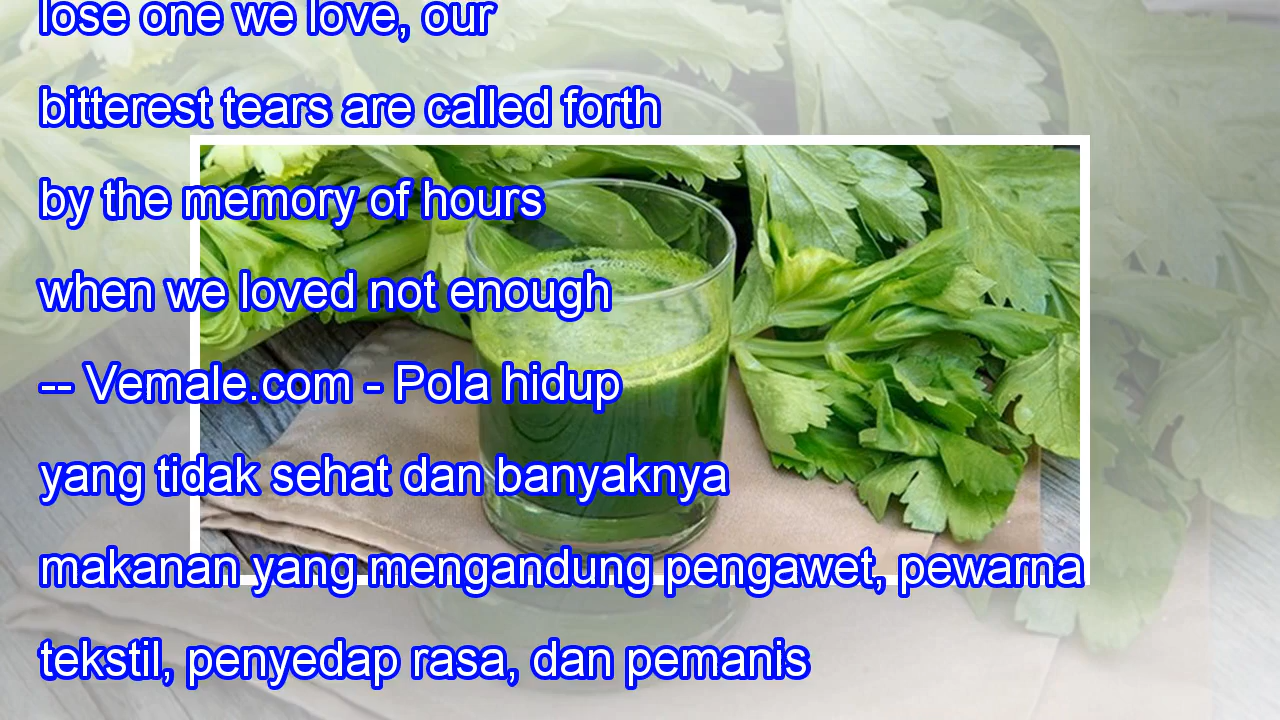 lose one we love, our
bitterest tears are called forth
by the memory of hours
when we loved not enough
-- Vemale.com - Pola hidup
yang tidak sehat dan banyaknya
makanan yang mengandung pengawet, pewarna
tekstil, penyedap rasa, dan pemanis